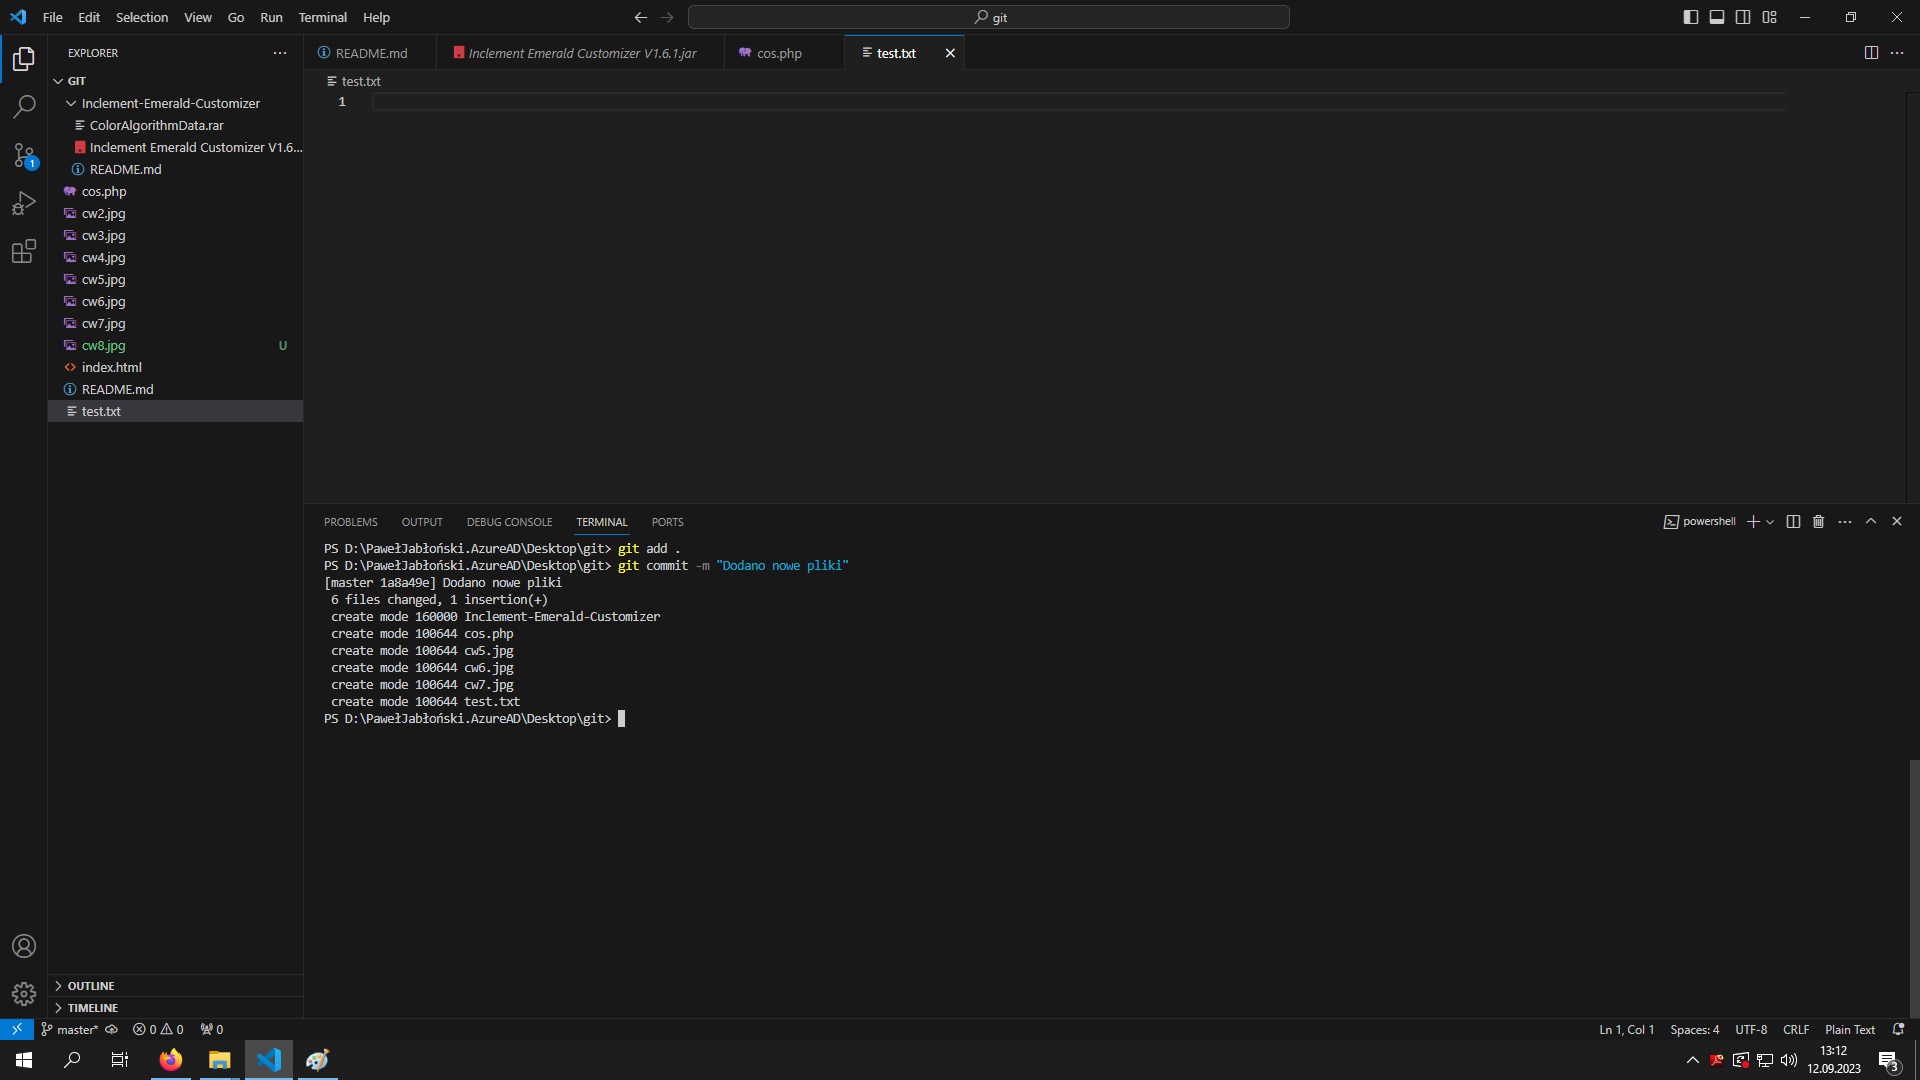 File Edit Selection View Go Run Terminal Help
git
EXPLORER
README.md
Inclement Emerald Customizer V1.6.1.jar
cos.php
test.txt
GIT
Inclement-Emerald-Customizer
ColorAlgorithmData.rar
Inclement Emerald Customizer V1.6...
README.md
cos.php
cw2.jpg
cw3.jpg
cw4.jpg
cw5.jpg
cw6.jpg
cw7.jpg
cw8.jpg U
index.html
README.md
test.txt
1
OUTLINE
TIMELINE
test.txt
1
PROBLEMS OUTPUT DEBUG CONSOLE TERMINAL PORTS
powershell
PS D:\PawełJabłoński.AzureAD\Desktop\git> git add .
PS D:\PawełJabłoński.AzureAD\Desktop\git> git commit -m "Dodano nowe pliki"
[master 1a8a49e] Dodano nowe pliki
6 files changed, 1 insertion(+)
create mode 160000 Inclement-Emerald-Customizer
create mode 100644 cos.php
create mode 100644 cw5.jpg
create mode 100644 cw6.jpg
create mode 100644 cw7.jpg
create mode 100644 test.txt
PS D:\PawełJabłoński.AzureAD\Desktop\git>
master* 0 0 0
Ln 1, Col 1 Spaces: 4 UTF-8 CRLF Plain Text
13:12
12.09.2023
3